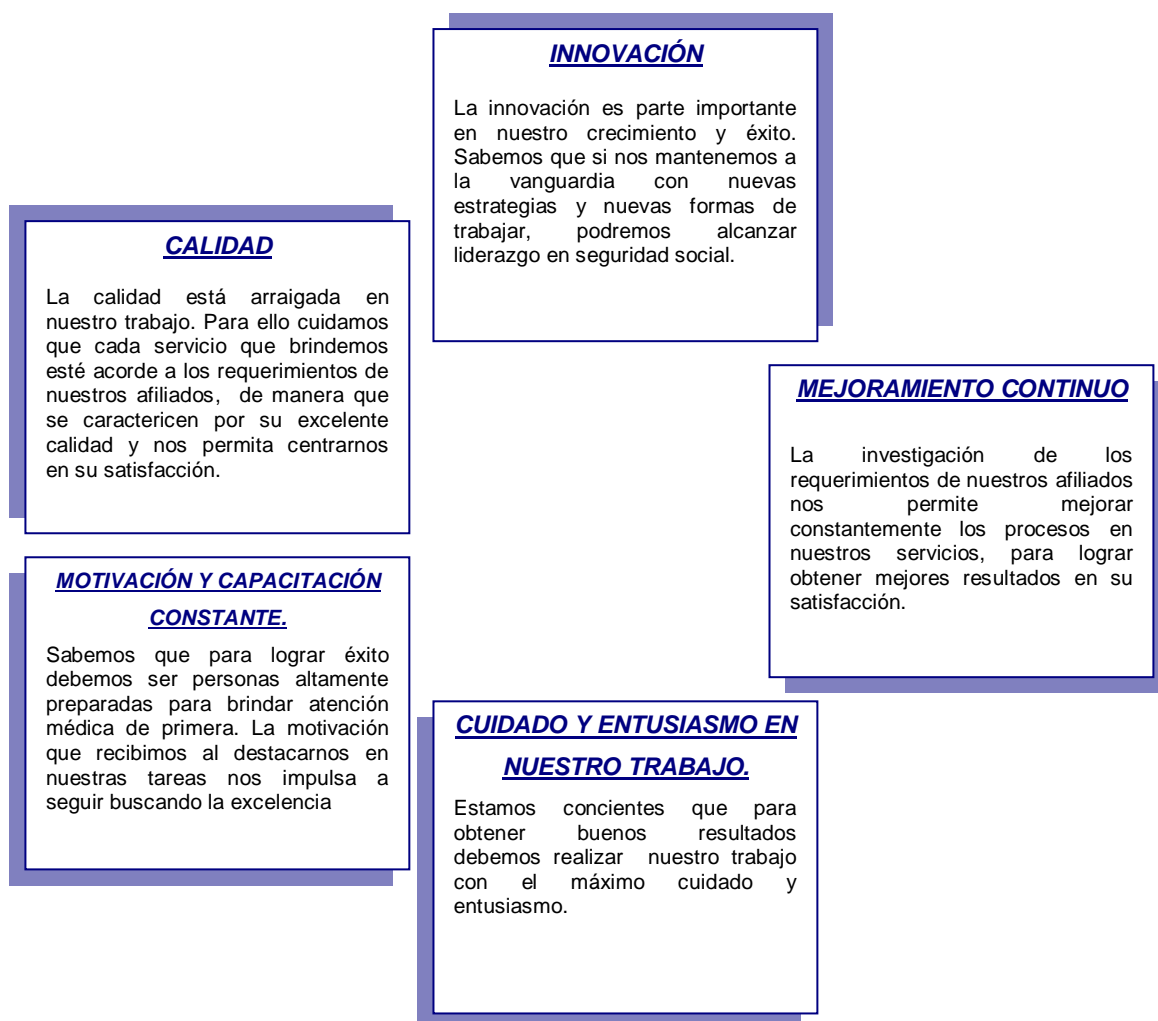 INNOVACIÓN
La innovación es parte importante
en nuestro crecimiento y éxito.
Sabemos que si nos mantenemos a
la vanguardia con nuevas
estrategias y nuevas formas de
trabajar, podremos alcanzar
liderazgo en seguridad social.
CALIDAD
La calidad está arraigada en
nuestro trabajo. Para ello cuidamos
que cada servicio que brindemos
esté acorde a los requerimientos de
nuestros afiliados, de manera que
se caractericen por su excelente
calidad y nos permita centrarnos
en su satisfacción.
MEJORAMIENTO CONTINUO
La investigación de los
requerimientos de nuestros afiliados
nos permite mejorar
constantemente los procesos en
nuestros servicios, para lograr
obtener mejores resultados en su
satisfacción.
MOTIVACIÓN Y CAPACITACIÓN
CONSTANTE.
Sabemos que para lograr éxito
debemos ser personas altamente
preparadas para brindar atención
médica de primera. La motivación
que recibimos al destacarnos en
nuestras tareas nos impulsa a
seguir buscando la excelencia
CUIDADO Y ENTUSIASMO EN
NUESTRO TRABAJO.
Estamos concientes que para
obtener buenos resultados
debemos realizar nuestro trabajo
con el máximo cuidado y
entusiasmo.